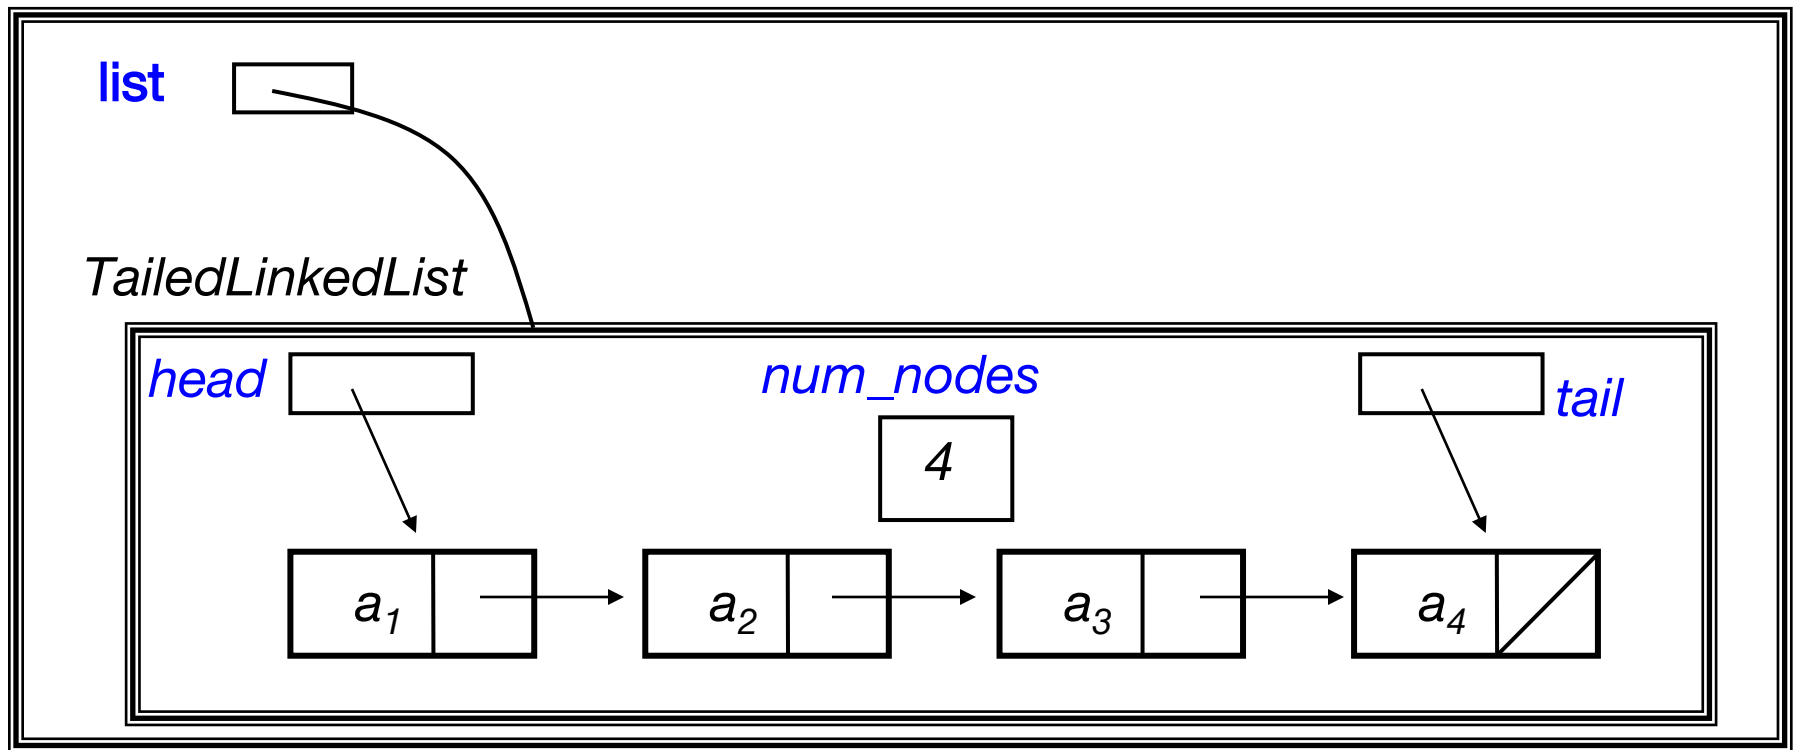 list
TailedLinkedList
head
num_nodes
tail
4
a₁
a₂
a₃
a₄